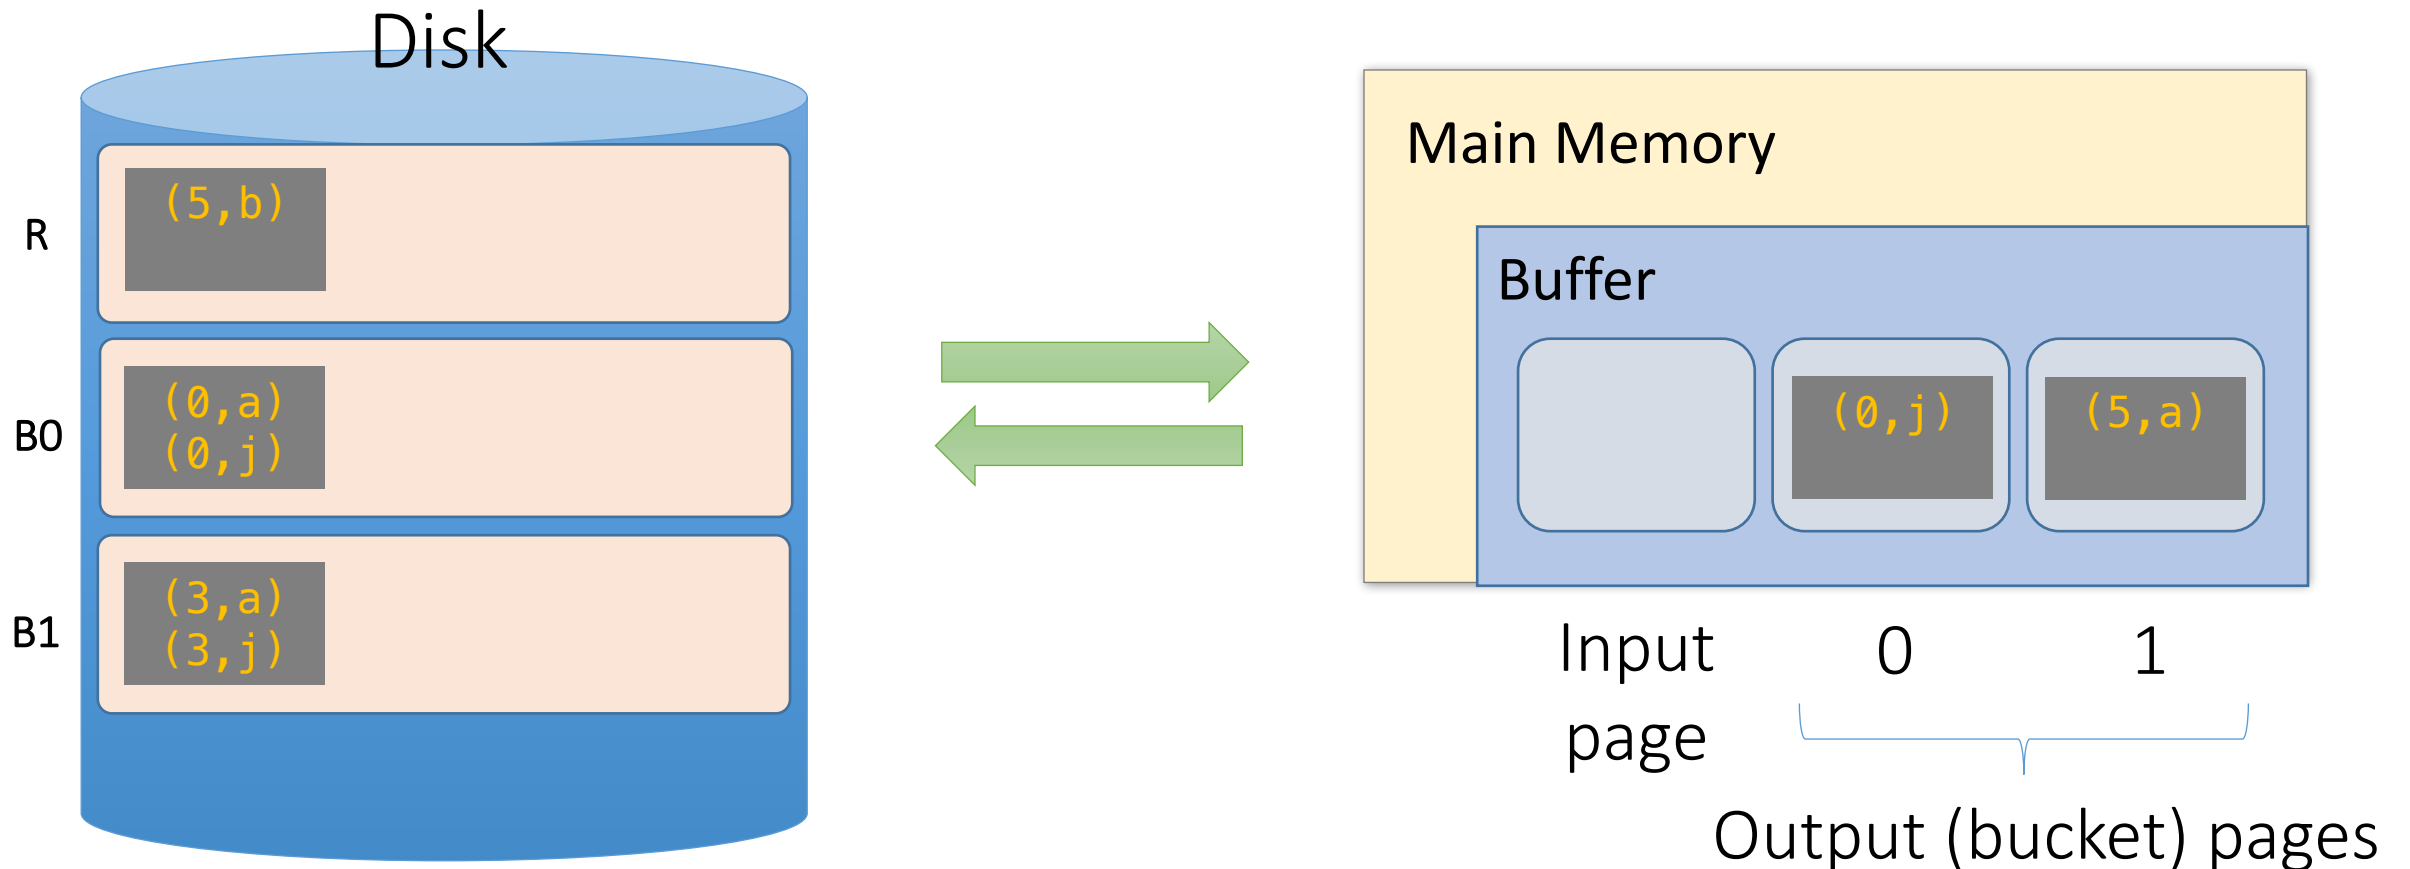 Disk
R
(5,b)
B0
(0,a)
(0,j)
B1
(3,a)
(3,j)
Main Memory
Buffer
(0,j)
(5,a)
Input
page
0
1
Output (bucket) pages